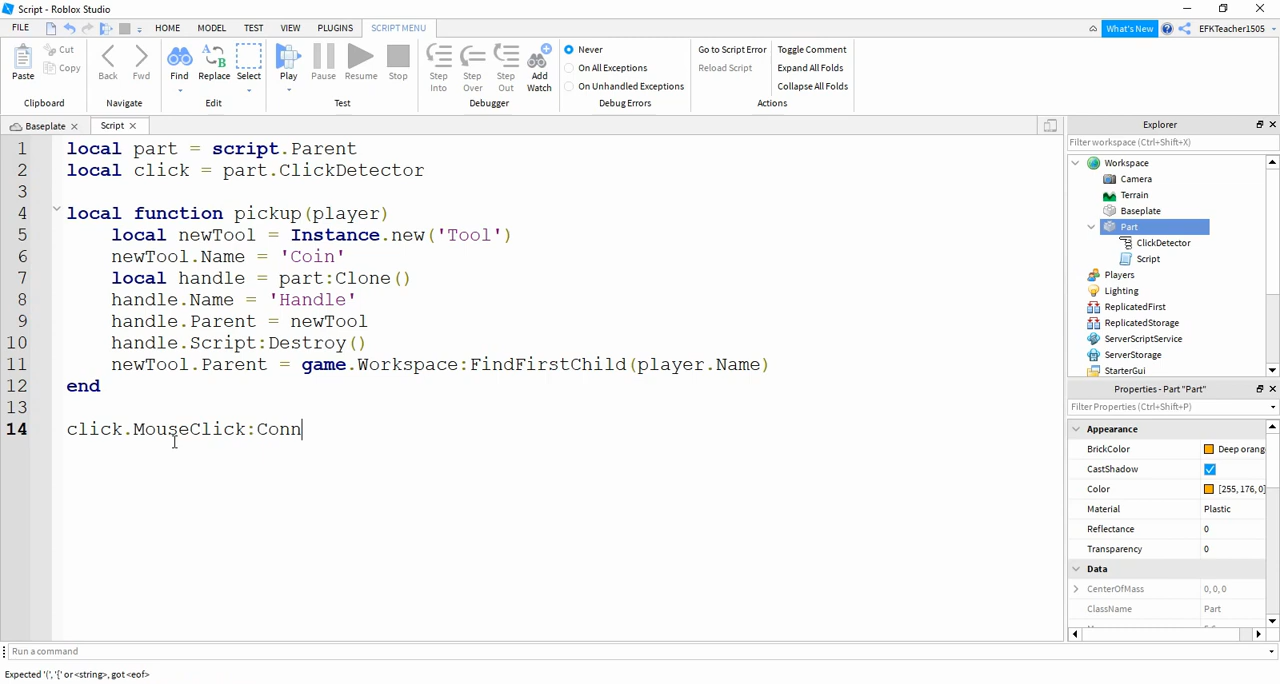 Script - Roblox Studio
FILE HOME MODEL TEST VIEW PLUGINS SCRIPT MENU What's New EFKTeacher1505
Paste Cut Copy Back Fwd Find Replace Select Play Pause Resume Stop Step Into Step Over Step Out Add Watch
Never
On All Exceptions
On Unhandled Exceptions
Go to Script Error Toggle Comment
Reload Script Expand All Folds
Collapse All Folds
Clipboard Navigate Edit Test Debugger Debug Errors Actions
Baseplate Script
1 local part = script.Parent
2 local click = part.ClickDetector
3
4 local function pickup(player)
5 local newTool = Instance.new('Tool')
6 newTool.Name = 'Coin'
7 local handle = part:Clone()
8 handle.Name = 'Handle'
9 handle.Parent = newTool
10 handle.Script:Destroy()
11 newTool.Parent = game.Workspace:FindFirstChild(player.Name)
12 end
13
14 click.MouseClick:Conn
Explorer
Filter workspace (Ctrl+Shift+X)
Workspace
Camera
Terrain
Baseplate
Part
ClickDetector
Script
Players
Lighting
ReplicatedFirst
ReplicatedStorage
ServerScriptService
ServerStorage
StarterGui
Properties - Part "Part"
Filter Properties (Ctrl+Shift+P)
Appearance
BrickColor Deep orang
CastShadow
Color [255, 176, 0]
Material Plastic
Reflectance 0
Transparency 0
Data
CenterOfMass 0, 0, 0
ClassName Part
Run a command
Expected '(', '{' or <string>, got <eof>